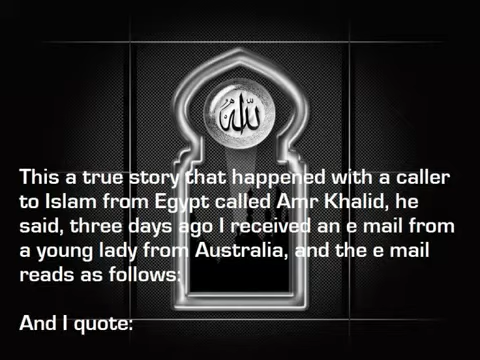 الله
This a true story that happened with a caller
to Islam from Egypt called Amr Khalid, he
said, three days ago I received an e mail from
a young lady from Australia, and the e mail
reads as follows:
And I quote: